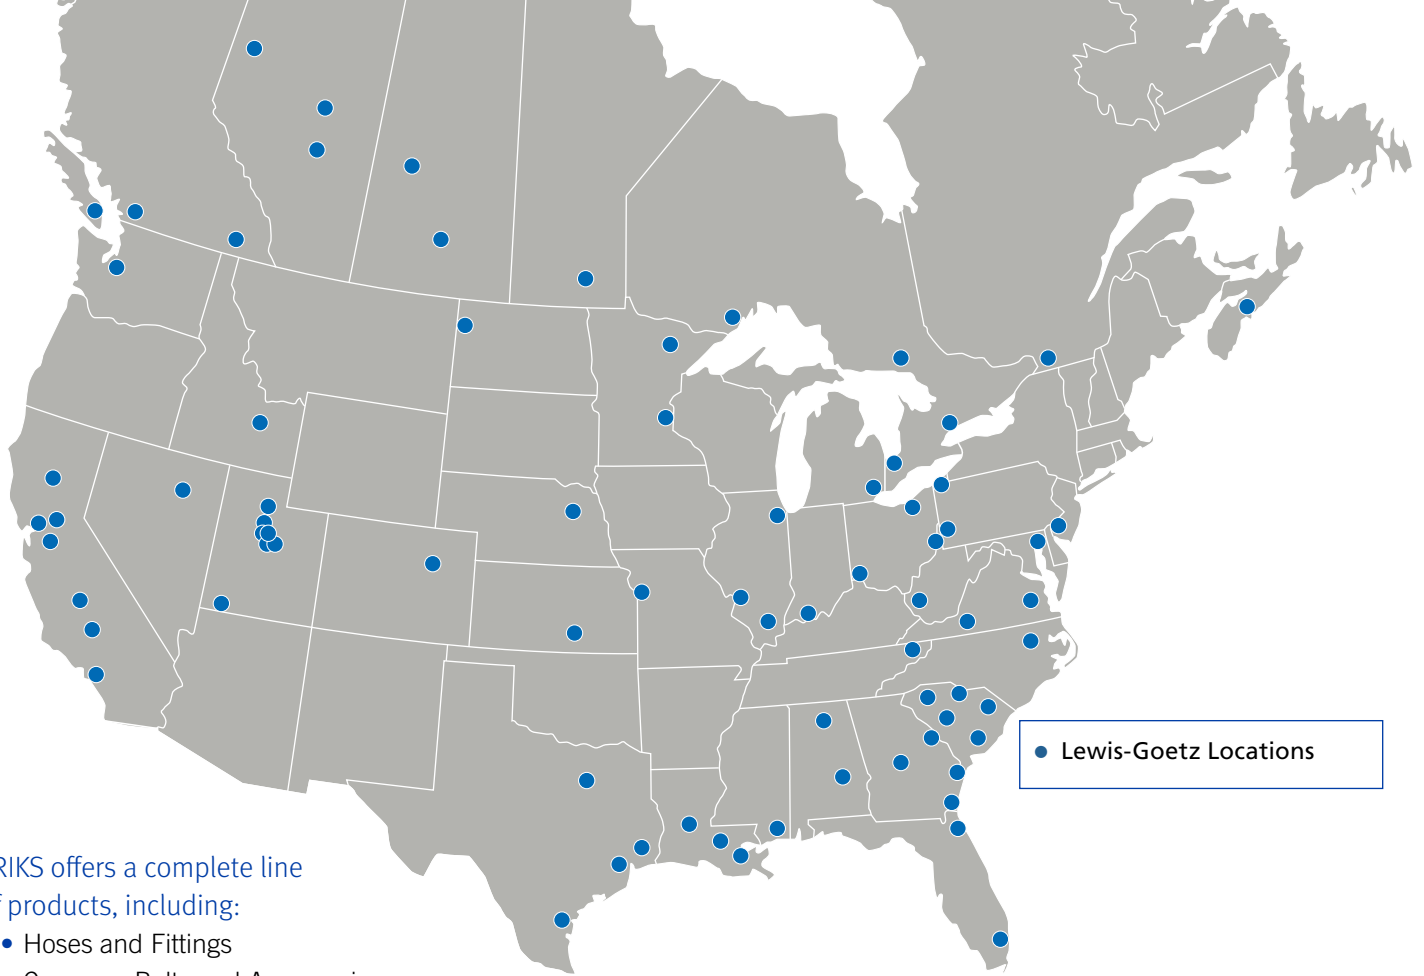 Lewis-Goetz Locations
RIKS offers a complete line
products, including:
• Hoses and Fittings